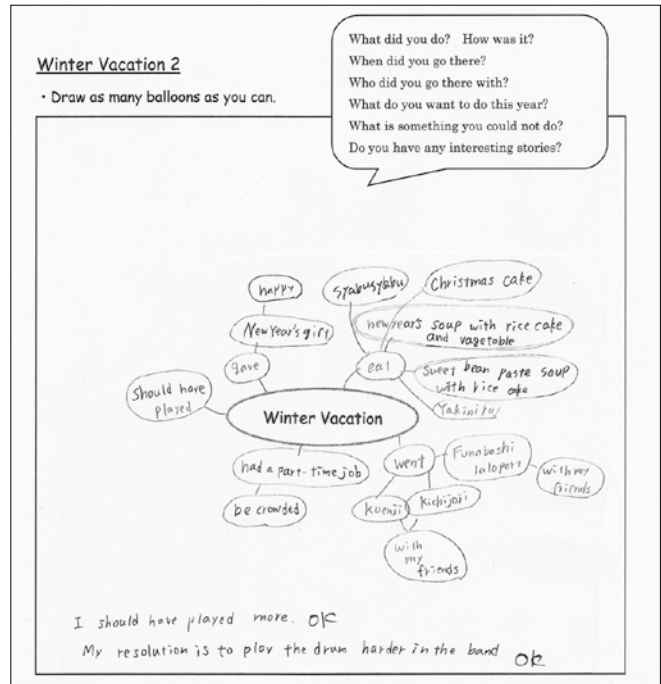 What did you do? How was it?
When did you go there?
Who did you go there with?
What do you want to do this year?
What is something you could not do?
Do you have any interesting stories?
Winter Vacation 2
・Draw as many balloons as you can.
happy
New Year's gift
gave
syabusyabu
Christmas cake
new year's soup with rice cake
and vagetable
eat
sweet bean paste soup
with rice cake
Yakiniku
should have
played
Winter Vacation
had a part-time job
be crowded
went
Funabashi
lalaport
with my
friends
koenji
Kichijoji
with
my
friends
I should have played more. OK
My resolution is to play the drum harder in the band OK